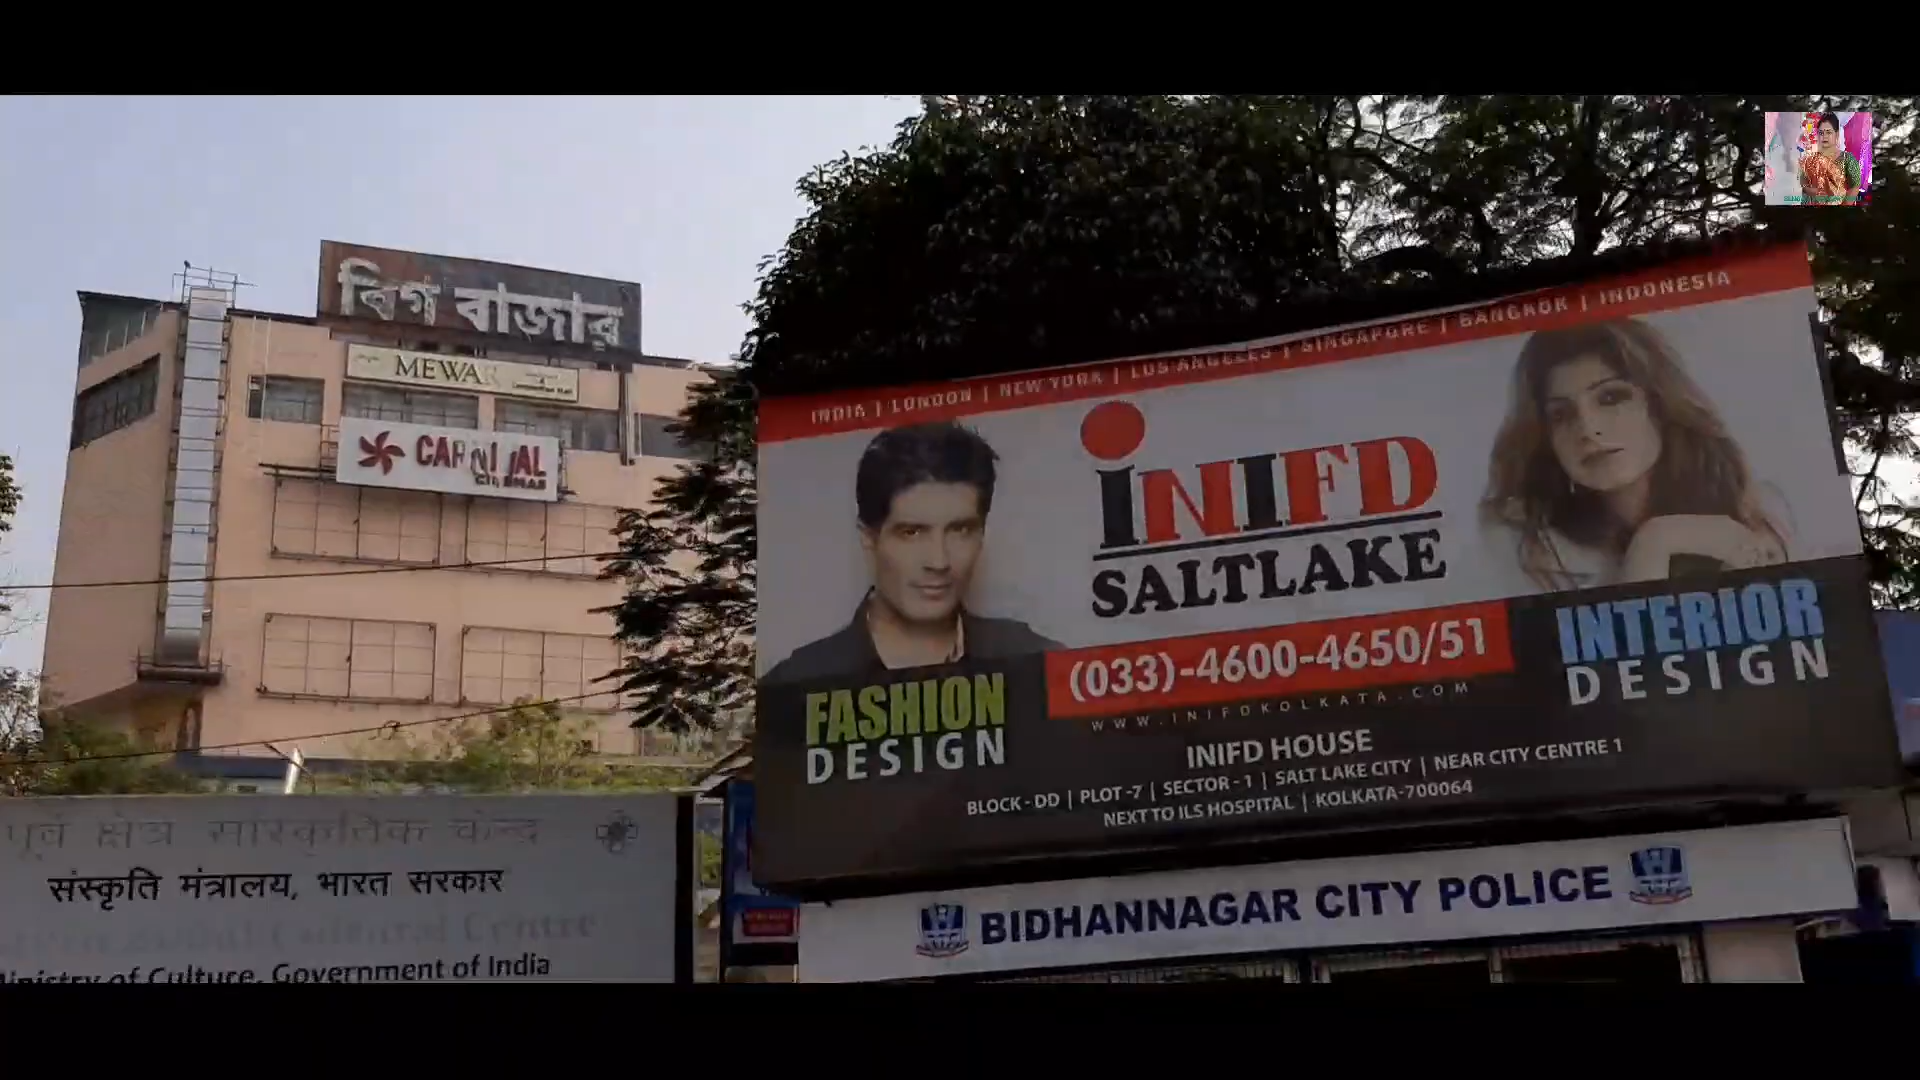 বিগ বাজার
MEWAR
CARNIVAL
CINEMAS
INDIA | LONDON | NEW YORK | LOS ANGELES | SINGAPORE | BANGKOK | INDONESIA
iNIFD
SALTLAKE
(033)-4600-4650/51
WWW.INIFDKOLKATA.COM
FASHION
DESIGN
INTERIOR
DESIGN
INIFD HOUSE
BLOCK - DD | PLOT -7 | SECTOR - 1 | SALT LAKE CITY | NEAR CITY CENTRE 1
NEXT TO ILS HOSPITAL | KOLKATA-700064
BIDHANNAGAR CITY POLICE
पूर्व क्षेत्र सांस्कृतिक केन्द्र
संस्कृति मंत्रालय, भारत सरकार
Cultural Centre
Ministry of Culture, Government of India